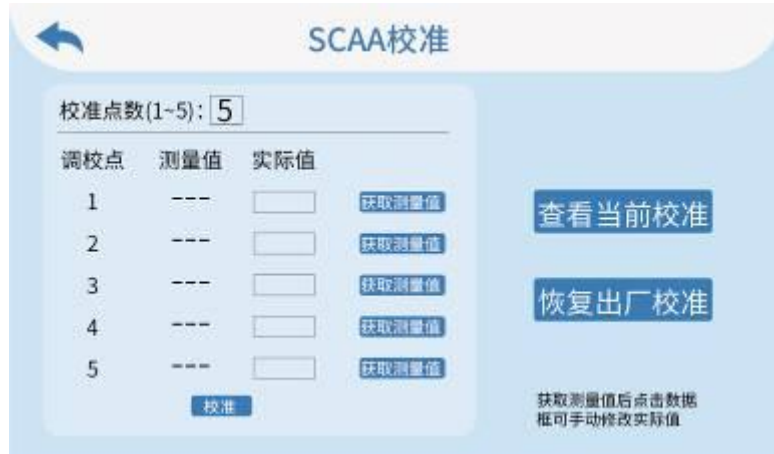 SCAA校准
校准点数(1~5): 5
调校点 测量值 实际值
1 --- 获取测量值
2 --- 获取测量值
3 --- 获取测量值
4 --- 获取测量值
5 --- 获取测量值
校准
查看当前校准
恢复出厂校准
获取测量值后点击数据
框可手动修改实际值